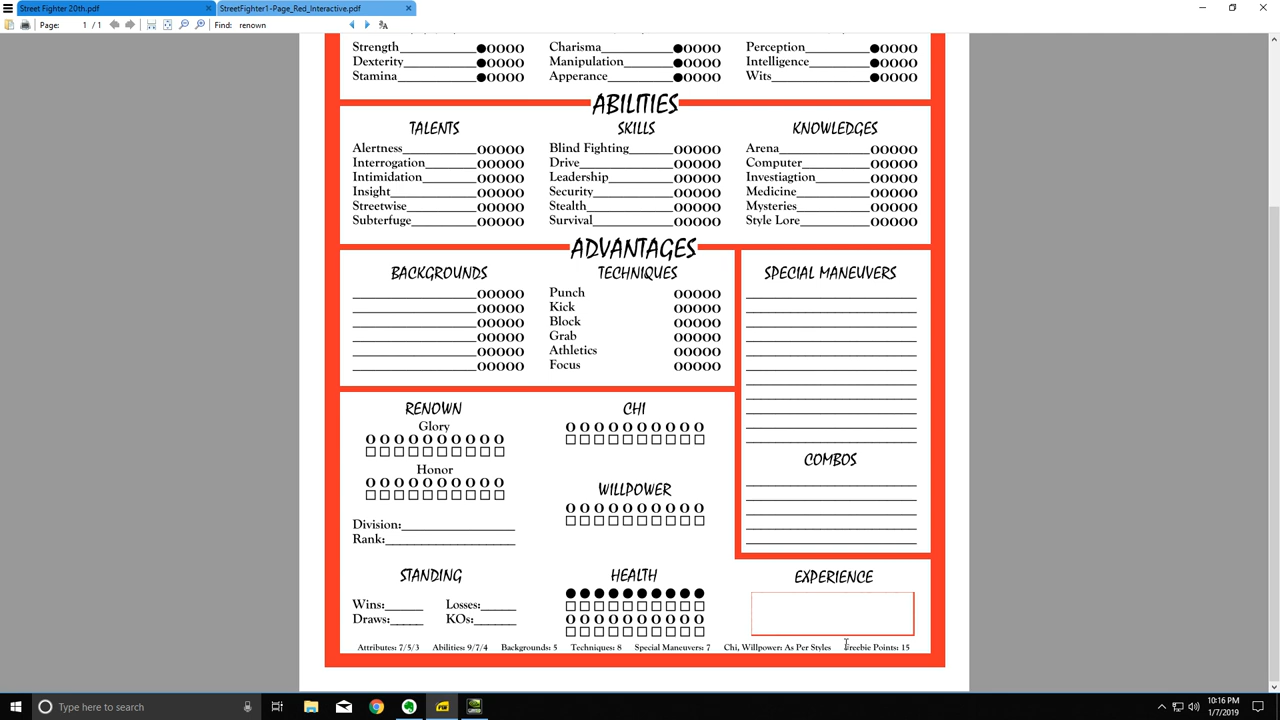 Street Fighter 20th.pdf
StreetFighter1-Page_Red_Interactive.pdf
Page: 1 / 1
Find: renown
Strength
Dexterity
Stamina
Charisma
Manipulation
Apperance
Perception
Intelligence
Wits
ABILITIES
TALENTS
Alertness
Interrogation
Intimidation
Insight
Streetwise
Subterfuge
SKILLS
Blind Fighting
Drive
Leadership
Security
Stealth
Survival
KNOWLEDGES
Arena
Computer
Investiagtion
Medicine
Mysteries
Style Lore
ADVANTAGES
BACKGROUNDS
TECHNIQUES
Punch
Kick
Block
Grab
Athletics
Focus
SPECIAL MANEUVERS
COMBOS
RENOWN
Glory
Honor
Division:
Rank:
CHI
WILLPOWER
STANDING
Wins: Losses:
Draws: KOs:
HEALTH
EXPERIENCE
Attributes: 7/5/3 Abilities: 9/7/4 Backgrounds: 5 Techniques: 8 Special Maneuvers: 7 Chi, Willpower: As Per Styles Freebie Points: 15
Type here to search
10:16 PM
1/7/2019